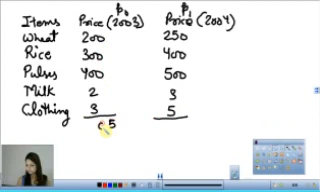 p₀ p₁
Items Price (2003) Price (2004)
Wheat 200 250
Rice 300 400
Pulses 400 500
Milk 2 3
Clothing 3 5
05